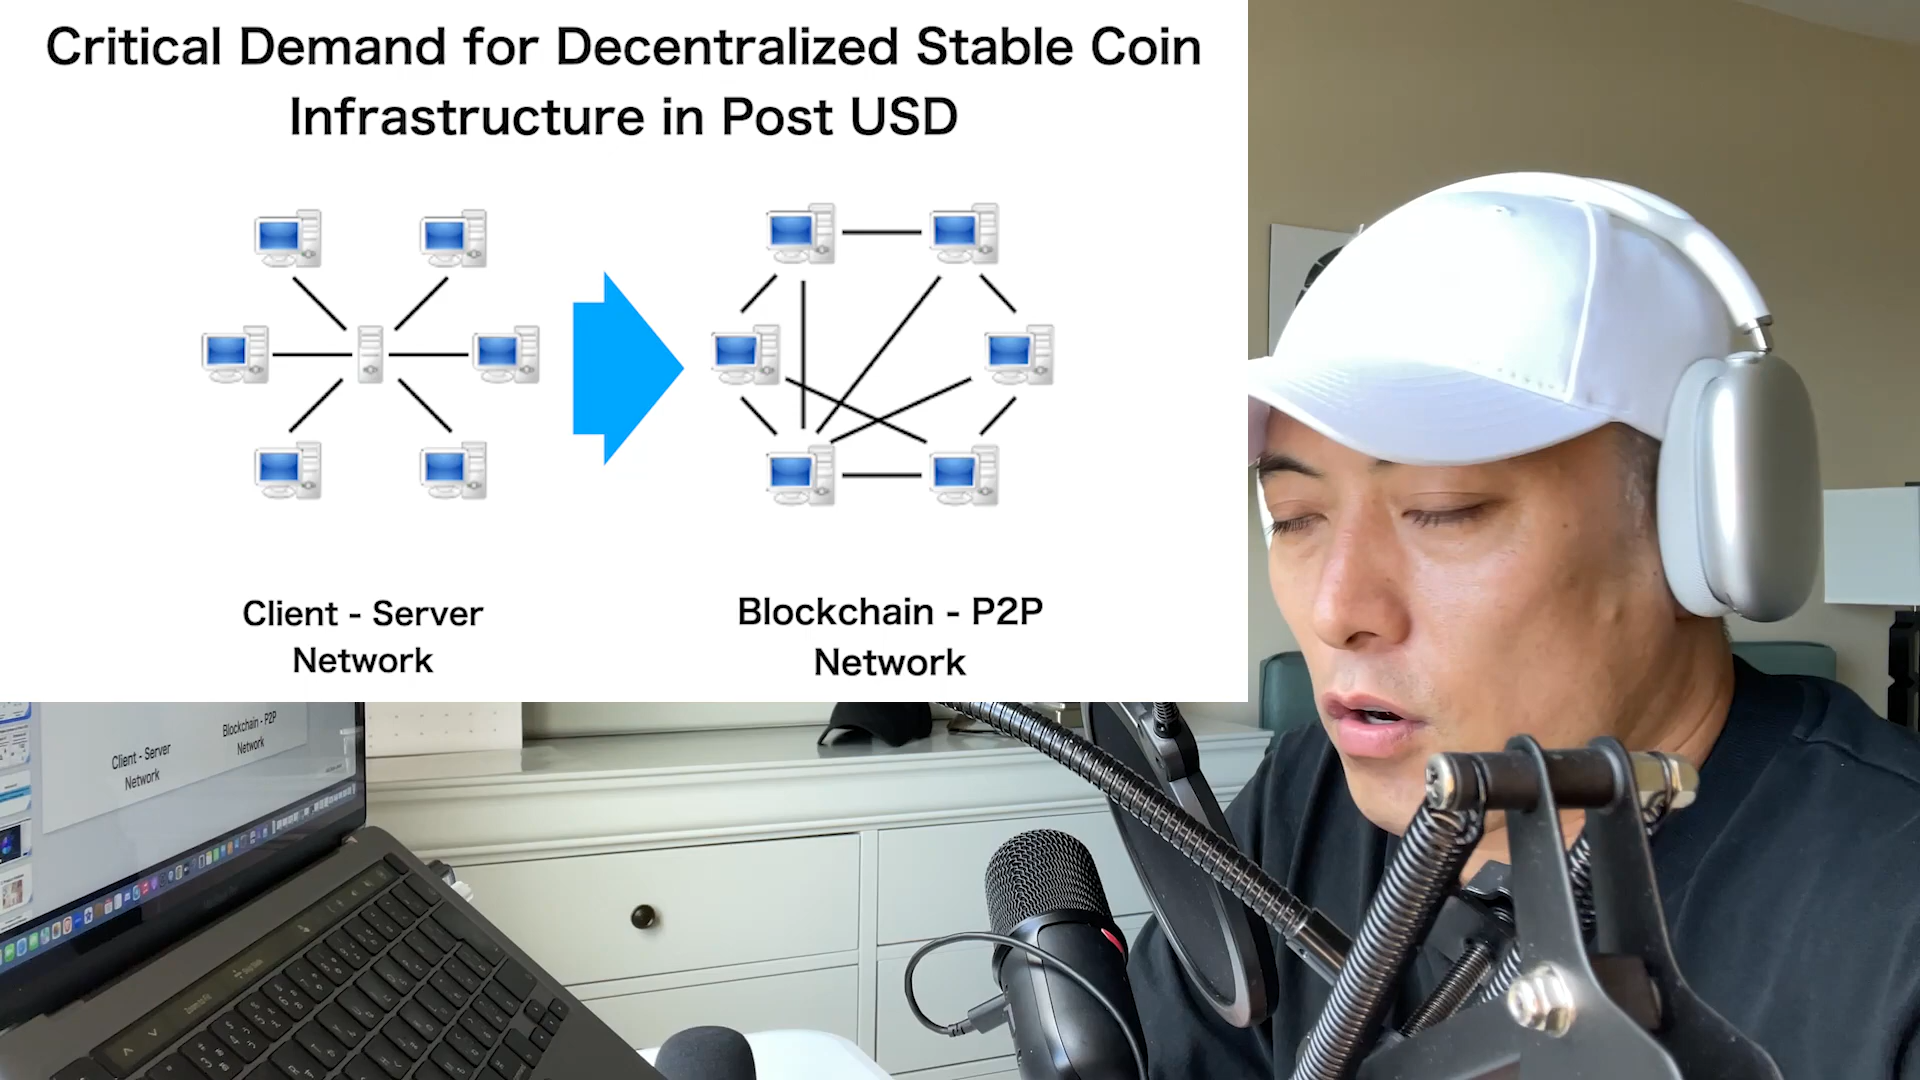 Critical Demand for Decentralized Stable Coin
Infrastructure in Post USD
Client - Server
Network
Blockchain - P2P
Network
Blockchain - P2P
Network
Client - Server
Network